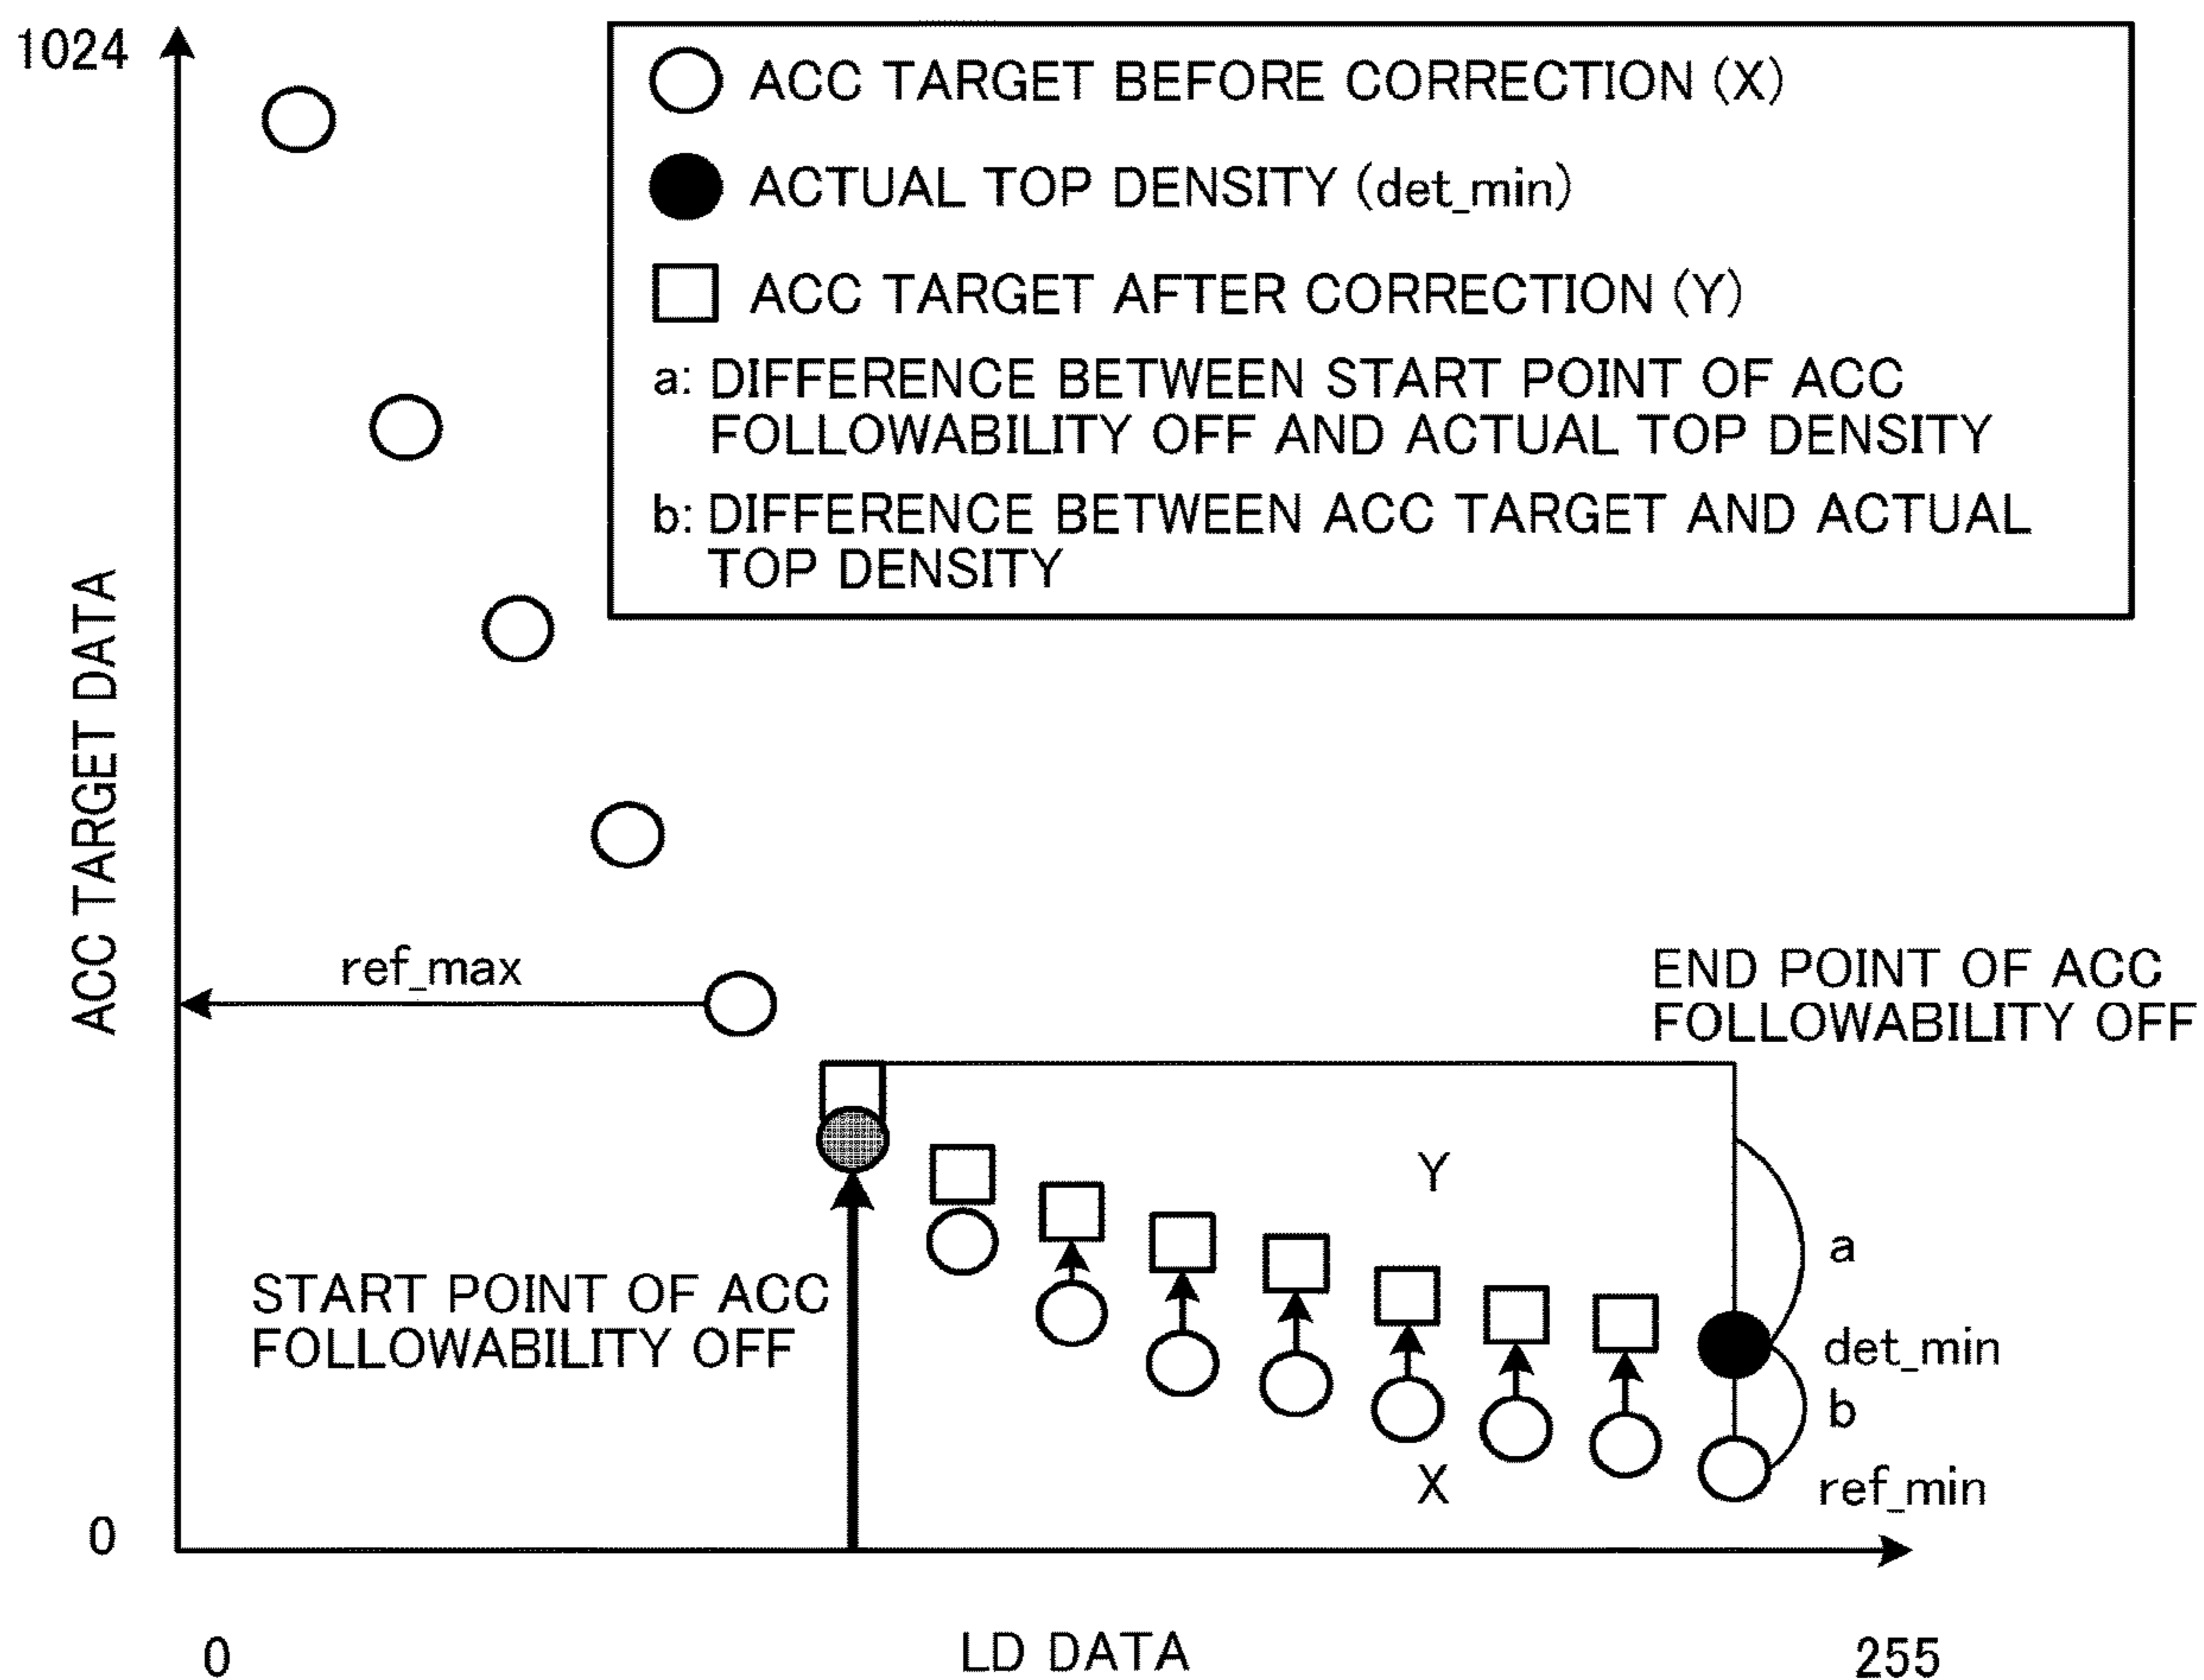 1024
ACC TARGET BEFORE CORRECTION (X)
ACTUAL TOP DENSITY (det_min)
ACC TARGET AFTER CORRECTION (Y)
a: DIFFERENCE BETWEEN START POINT OF ACC
FOLLOWABILITY OFF AND ACTUAL TOP DENSITY
b: DIFFERENCE BETWEEN ACC TARGET AND ACTUAL
TOP DENSITY
ACC TARGET DATA
ref_max
END POINT OF ACC
FOLLOWABILITY OFF
Y
a
START POINT OF ACC
FOLLOWABILITY OFF
det_min
b
X
ref_min
0
0
LD DATA
255